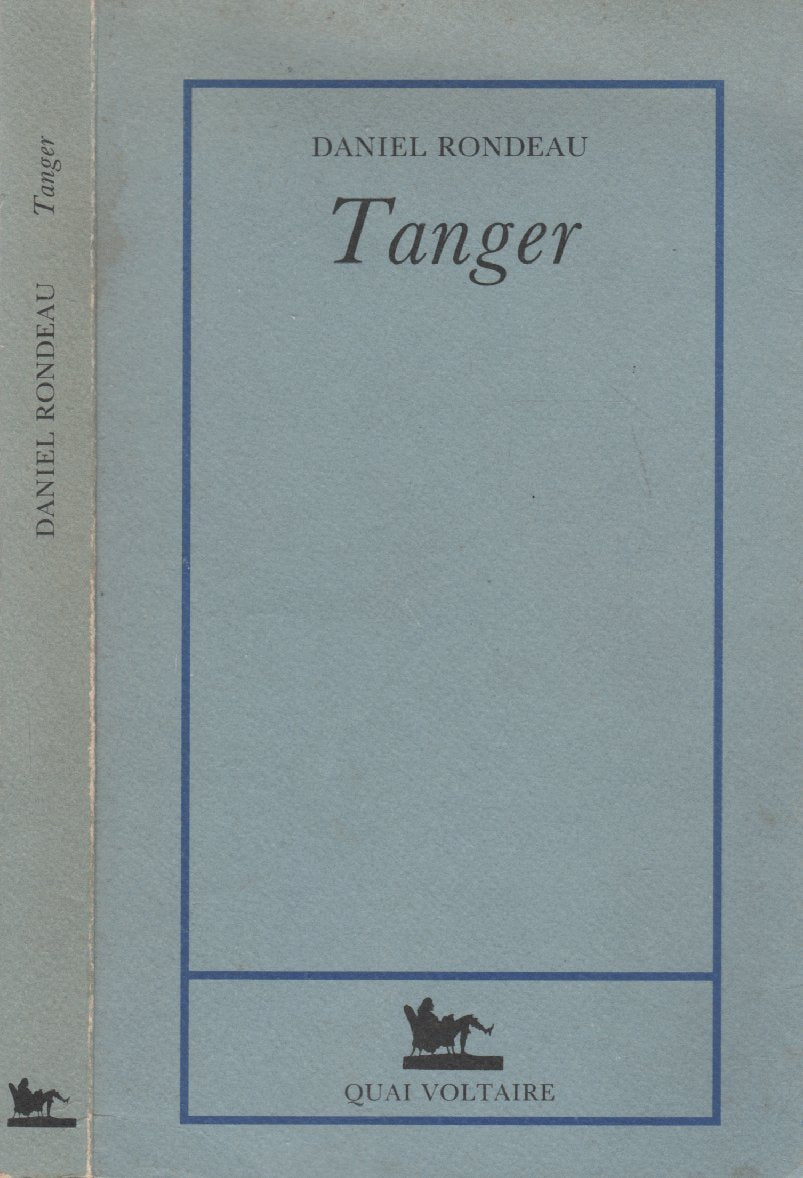 DANIEL RONDEAU Tanger
DANIEL RONDEAU
Tanger
QUAI VOLTAIRE